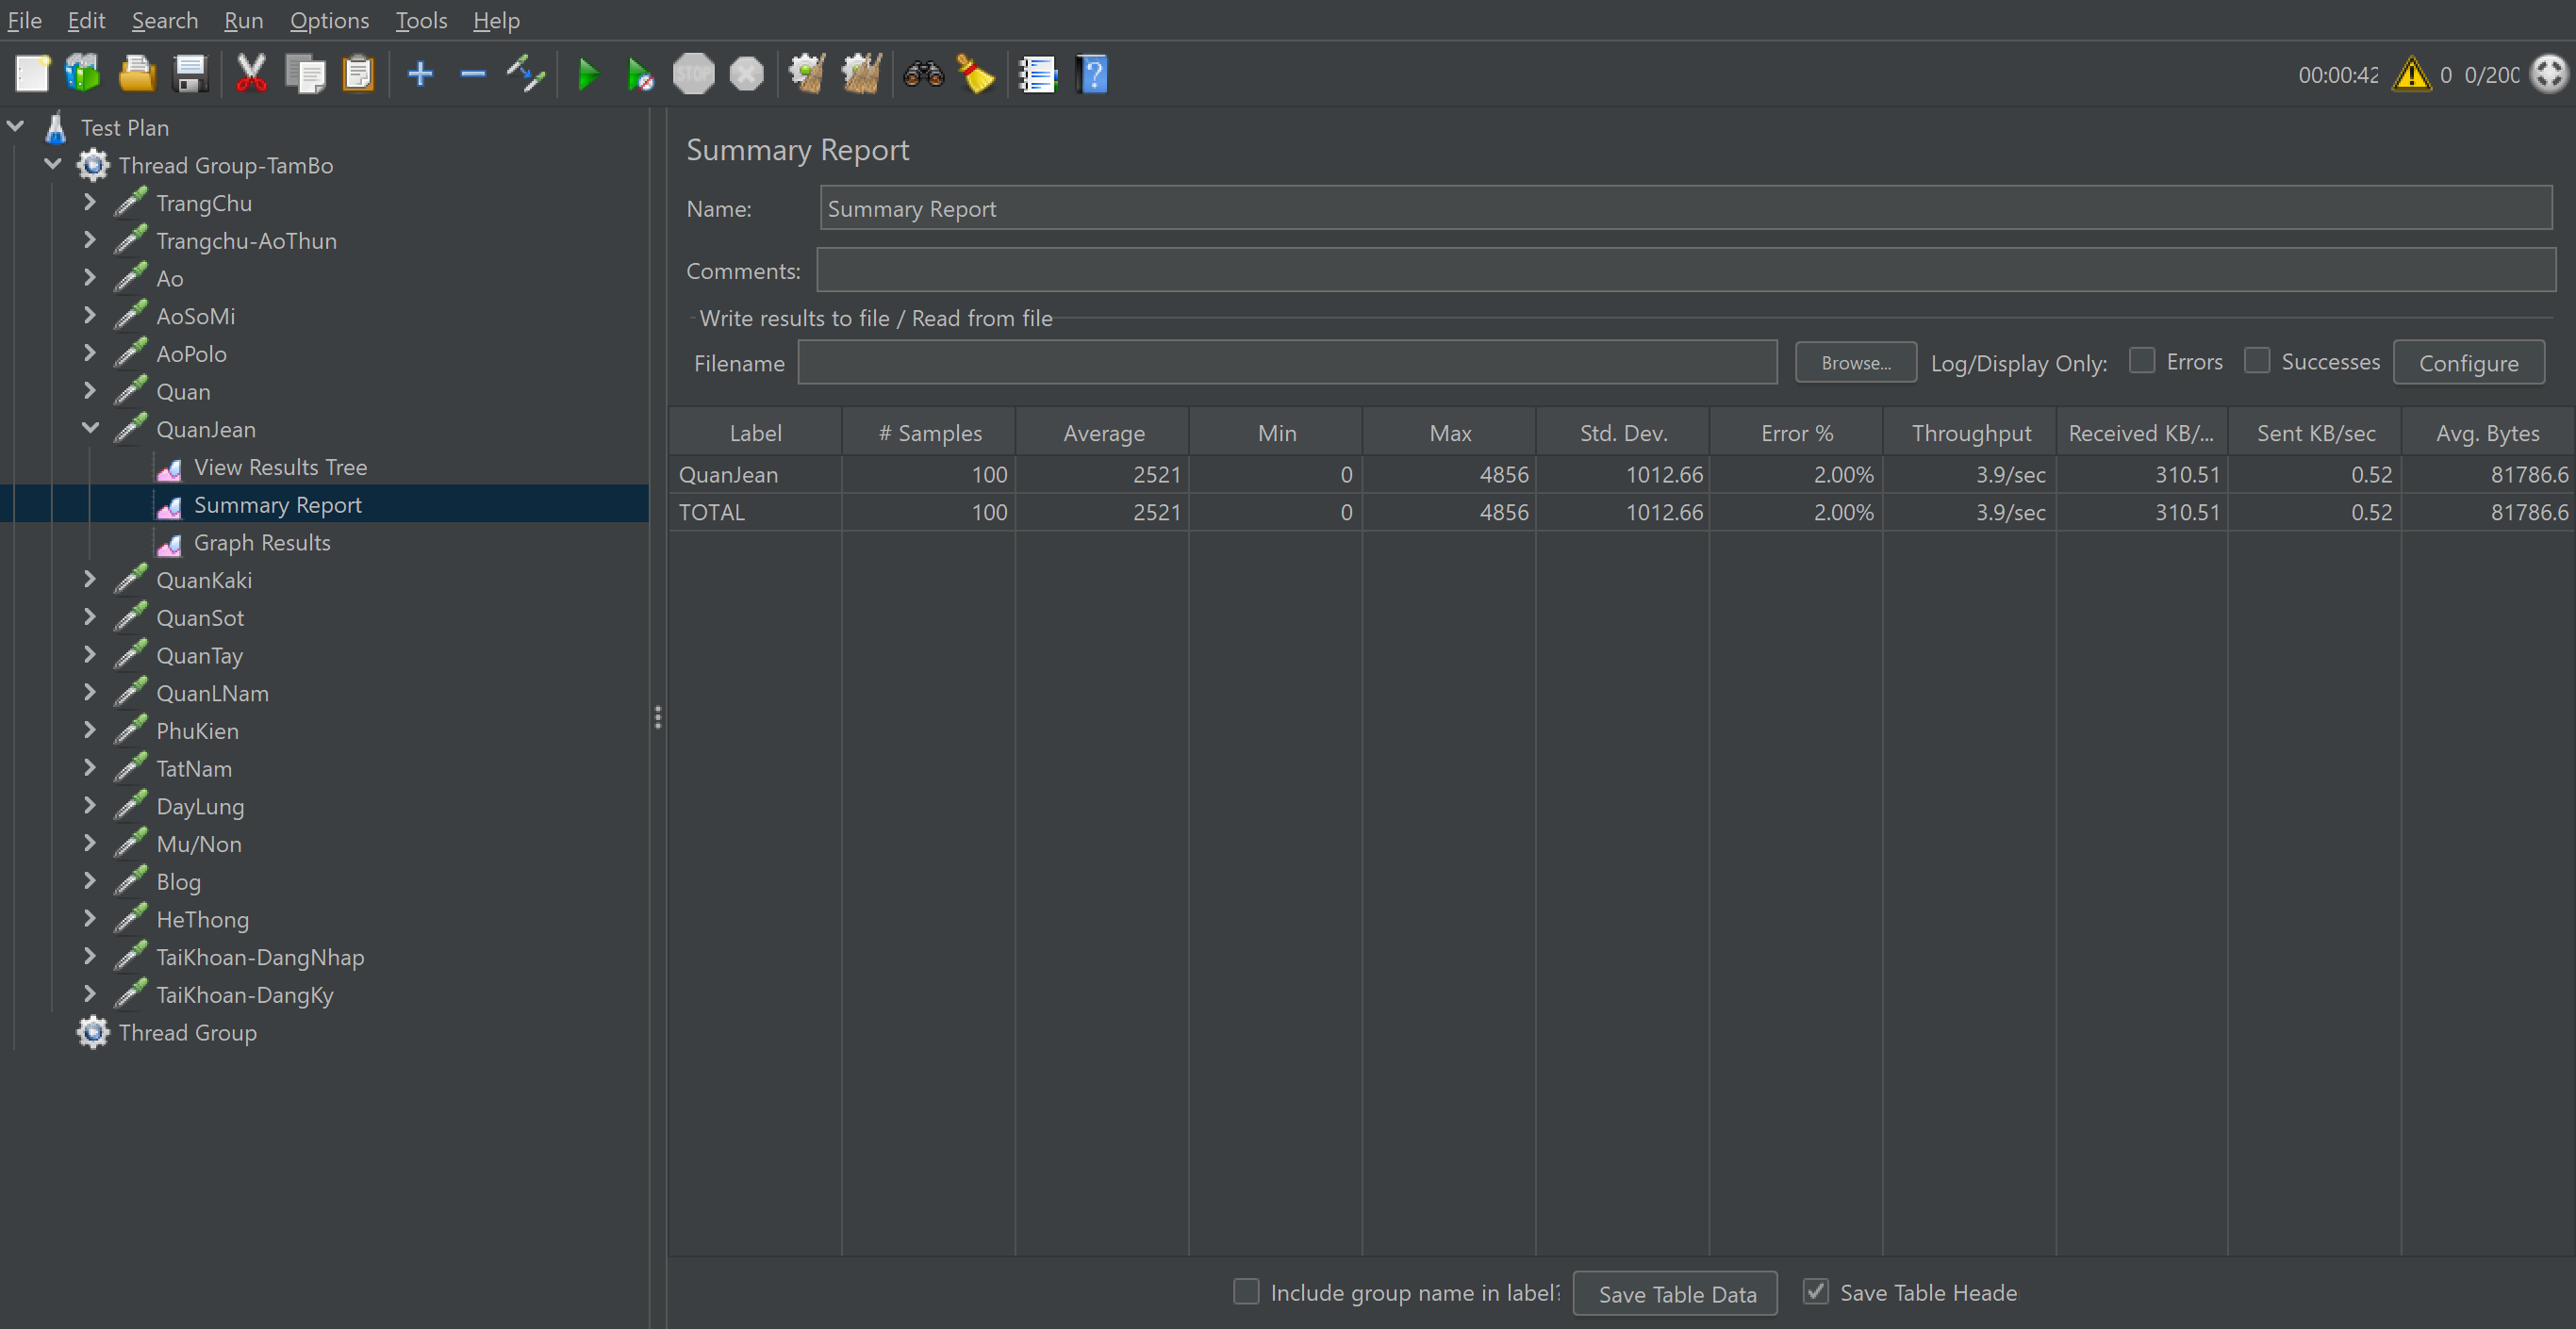 File Edit Search Run Options Tools Help
STOP
00:00:42 0 0/200
Test Plan
Thread Group-TamBo
TrangChu
Trangchu-AoThun
Ao
AoSoMi
AoPolo
Quan
QuanJean
View Results Tree
Summary Report
Graph Results
QuanKaki
QuanSot
QuanTay
QuanLNam
PhuKien
TatNam
DayLung
Mu/Non
Blog
HeThong
TaiKhoan-DangNhap
TaiKhoan-DangKy
Thread Group
Summary Report
Name: Summary Report
Comments:
Write results to file / Read from file
Filename Browse... Log/Display Only: Errors Successes Configure
Label # Samples Average Min Max Std. Dev. Error % Throughput Received KB/... Sent KB/sec Avg. Bytes
QuanJean 100 2521 0 4856 1012.66 2.00% 3.9/sec 310.51 0.52 81786.6
TOTAL 100 2521 0 4856 1012.66 2.00% 3.9/sec 310.51 0.52 81786.6
Include group name in label? Save Table Data Save Table Heade